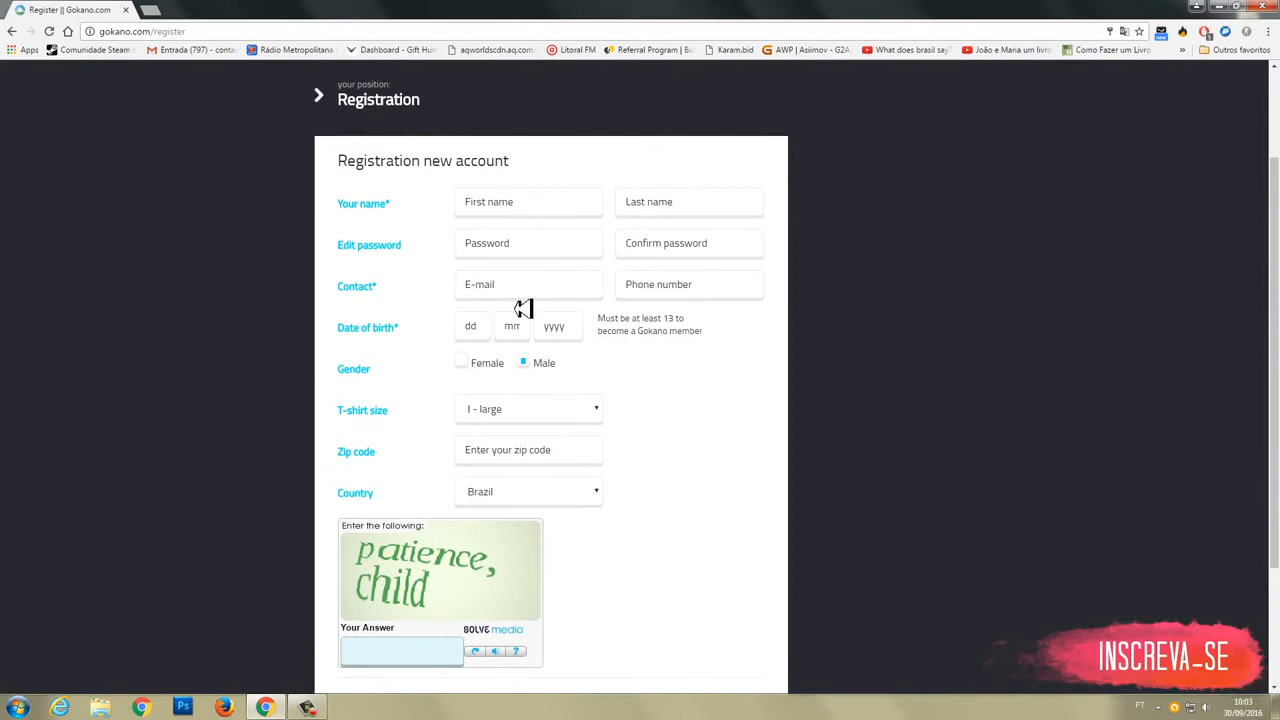 Register || Gokano.com
gokano.com/register
Apps Comunidade Steam Entrada (797) - conta Rádio Metropolitana Dashboard - Gift Hum aqworldscdn.aq.com Litoral FM Referral Program | Bu Karam.bid AWP | Asiimov - G2A What does brasil say? João e Maria um livro Como Fazer um Livro » Outros favoritos
your position:
Registration
Registration new account
Your name* First name Last name
Edit password Password Confirm password
Contact* E-mail Phone number
Date of birth* dd mm yyyy Must be at least 13 to
become a Gokano member
Gender Female Male
T-shirt size l - large
Zip code Enter your zip code
Country Brazil
Enter the following:
patience,
child
Your Answer SOLVE media
INSCREVA-SE
PT 10:03
30/09/2016